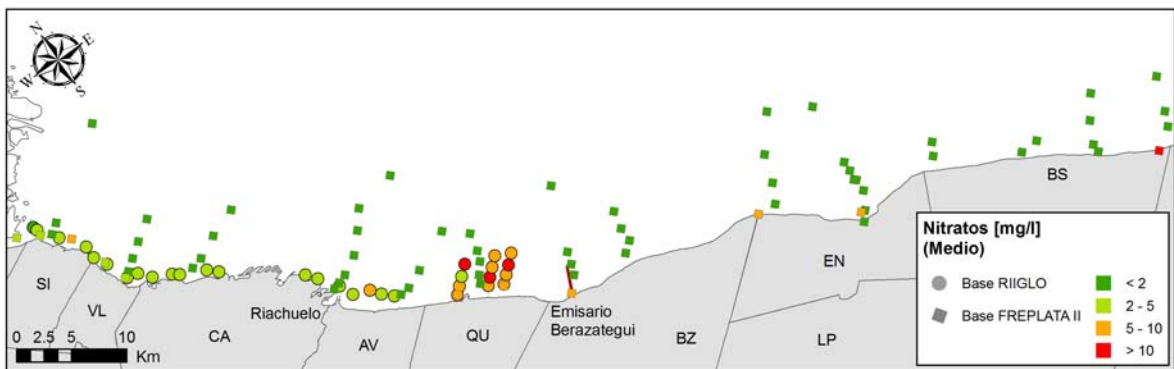 N
E
W
S
SI
VL
CA
Riachuelo
AV
QU
Emisario
Berazategui
BZ
EN
LP
BS
0 2.5 5 10
Km
Nitratos [mg/l]
(Medio)
Base RIIGLO
Base FREPLATA II
< 2
2 - 5
5 - 10
> 10